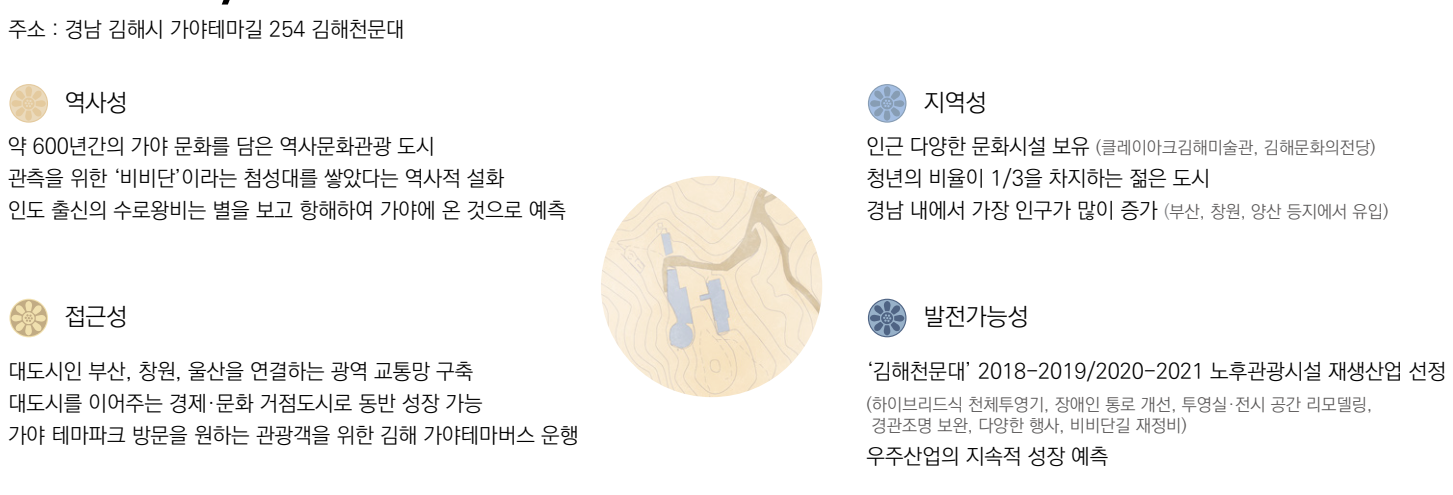 주소 : 경남 김해시 가야테마길 254 김해천문대
역사성
약 600년간의 가야 문화를 담은 역사문화관광 도시
관측을 위한 ‘비비단’이라는 첨성대를 쌓았다는 역사적 설화
인도 출신의 수로왕비는 별을 보고 항해하여 가야에 온 것으로 예측
지역성
인근 다양한 문화시설 보유 (클레이아크김해미술관, 김해문화의전당)
청년의 비율이 1/3을 차지하는 젊은 도시
경남 내에서 가장 인구가 많이 증가 (부산, 창원, 양산 등지에서 유입)
접근성
대도시인 부산, 창원, 울산을 연결하는 광역 교통망 구축
대도시를 이어주는 경제·문화 거점도시로 동반 성장 가능
가야 테마파크 방문을 원하는 관광객을 위한 김해 가야테마버스 운행
발전가능성
‘김해천문대’ 2018-2019/2020-2021 노후관광시설 재생산업 선정
(하이브리드식 천체투영기, 장애인 통로 개선, 투영실·전시 공간 리모델링,
경관조명 보완, 다양한 행사, 비비단길 재정비)
우주산업의 지속적 성장 예측